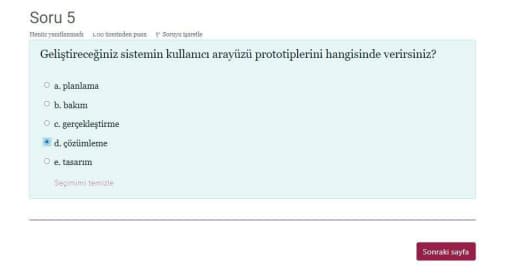 Soru 5
Henüz yanıtlanmadı 1,00 üzerinden puan Soruyu işaretle
Geliştireceğiniz sistemin kullanıcı arayüzü prototiplerini hangisinde verirsiniz?
a. planlama
b. bakım
c. gerçekleştirme
d. çözümleme
e. tasarım
Seçimimi temizle
Sonraki sayfa